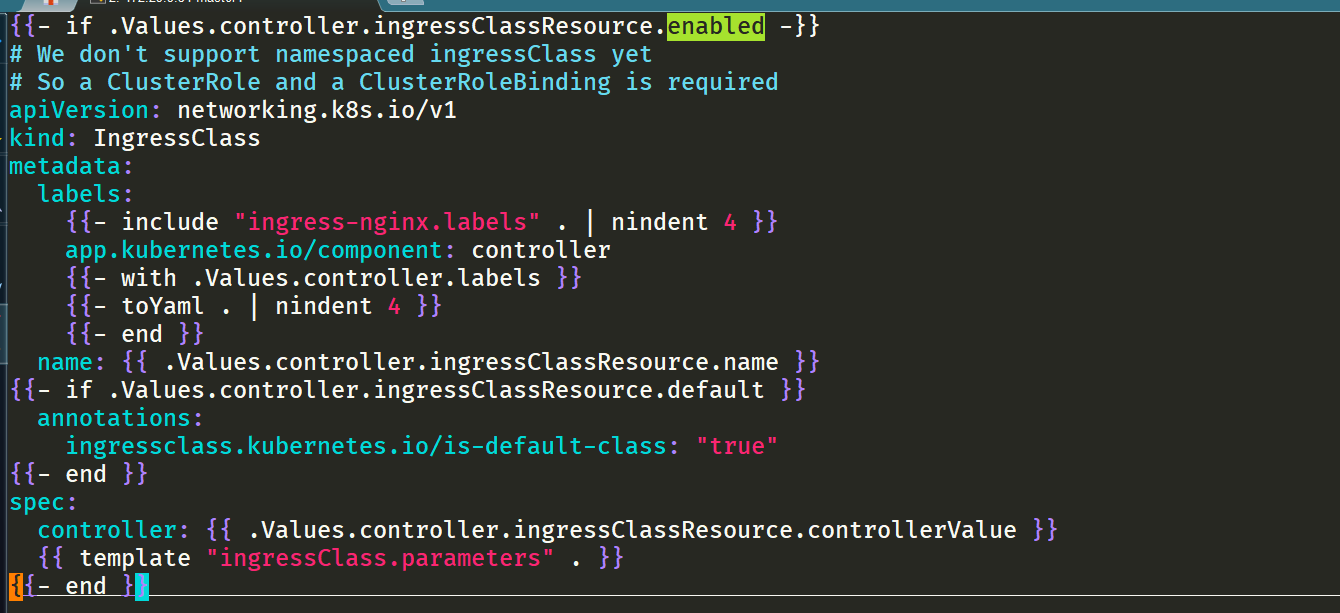 {{- if .Values.controller.ingressClassResource.enabled -}}
# We don't support namespaced ingressClass yet
# So a ClusterRole and a ClusterRoleBinding is required
apiVersion: networking.k8s.io/v1
kind: IngressClass
metadata:
  labels:
    {{- include "ingress-nginx.labels" . | nindent 4 }}
    app.kubernetes.io/component: controller
    {{- with .Values.controller.labels }}
    {{- toYaml . | nindent 4 }}
    {{- end }}
  name: {{ .Values.controller.ingressClassResource.name }}
{{- if .Values.controller.ingressClassResource.default }}
  annotations:
    ingressclass.kubernetes.io/is-default-class: "true"
{{- end }}
spec:
  controller: {{ .Values.controller.ingressClassResource.controllerValue }}
  {{ template "ingressClass.parameters" . }}
{{- end }}